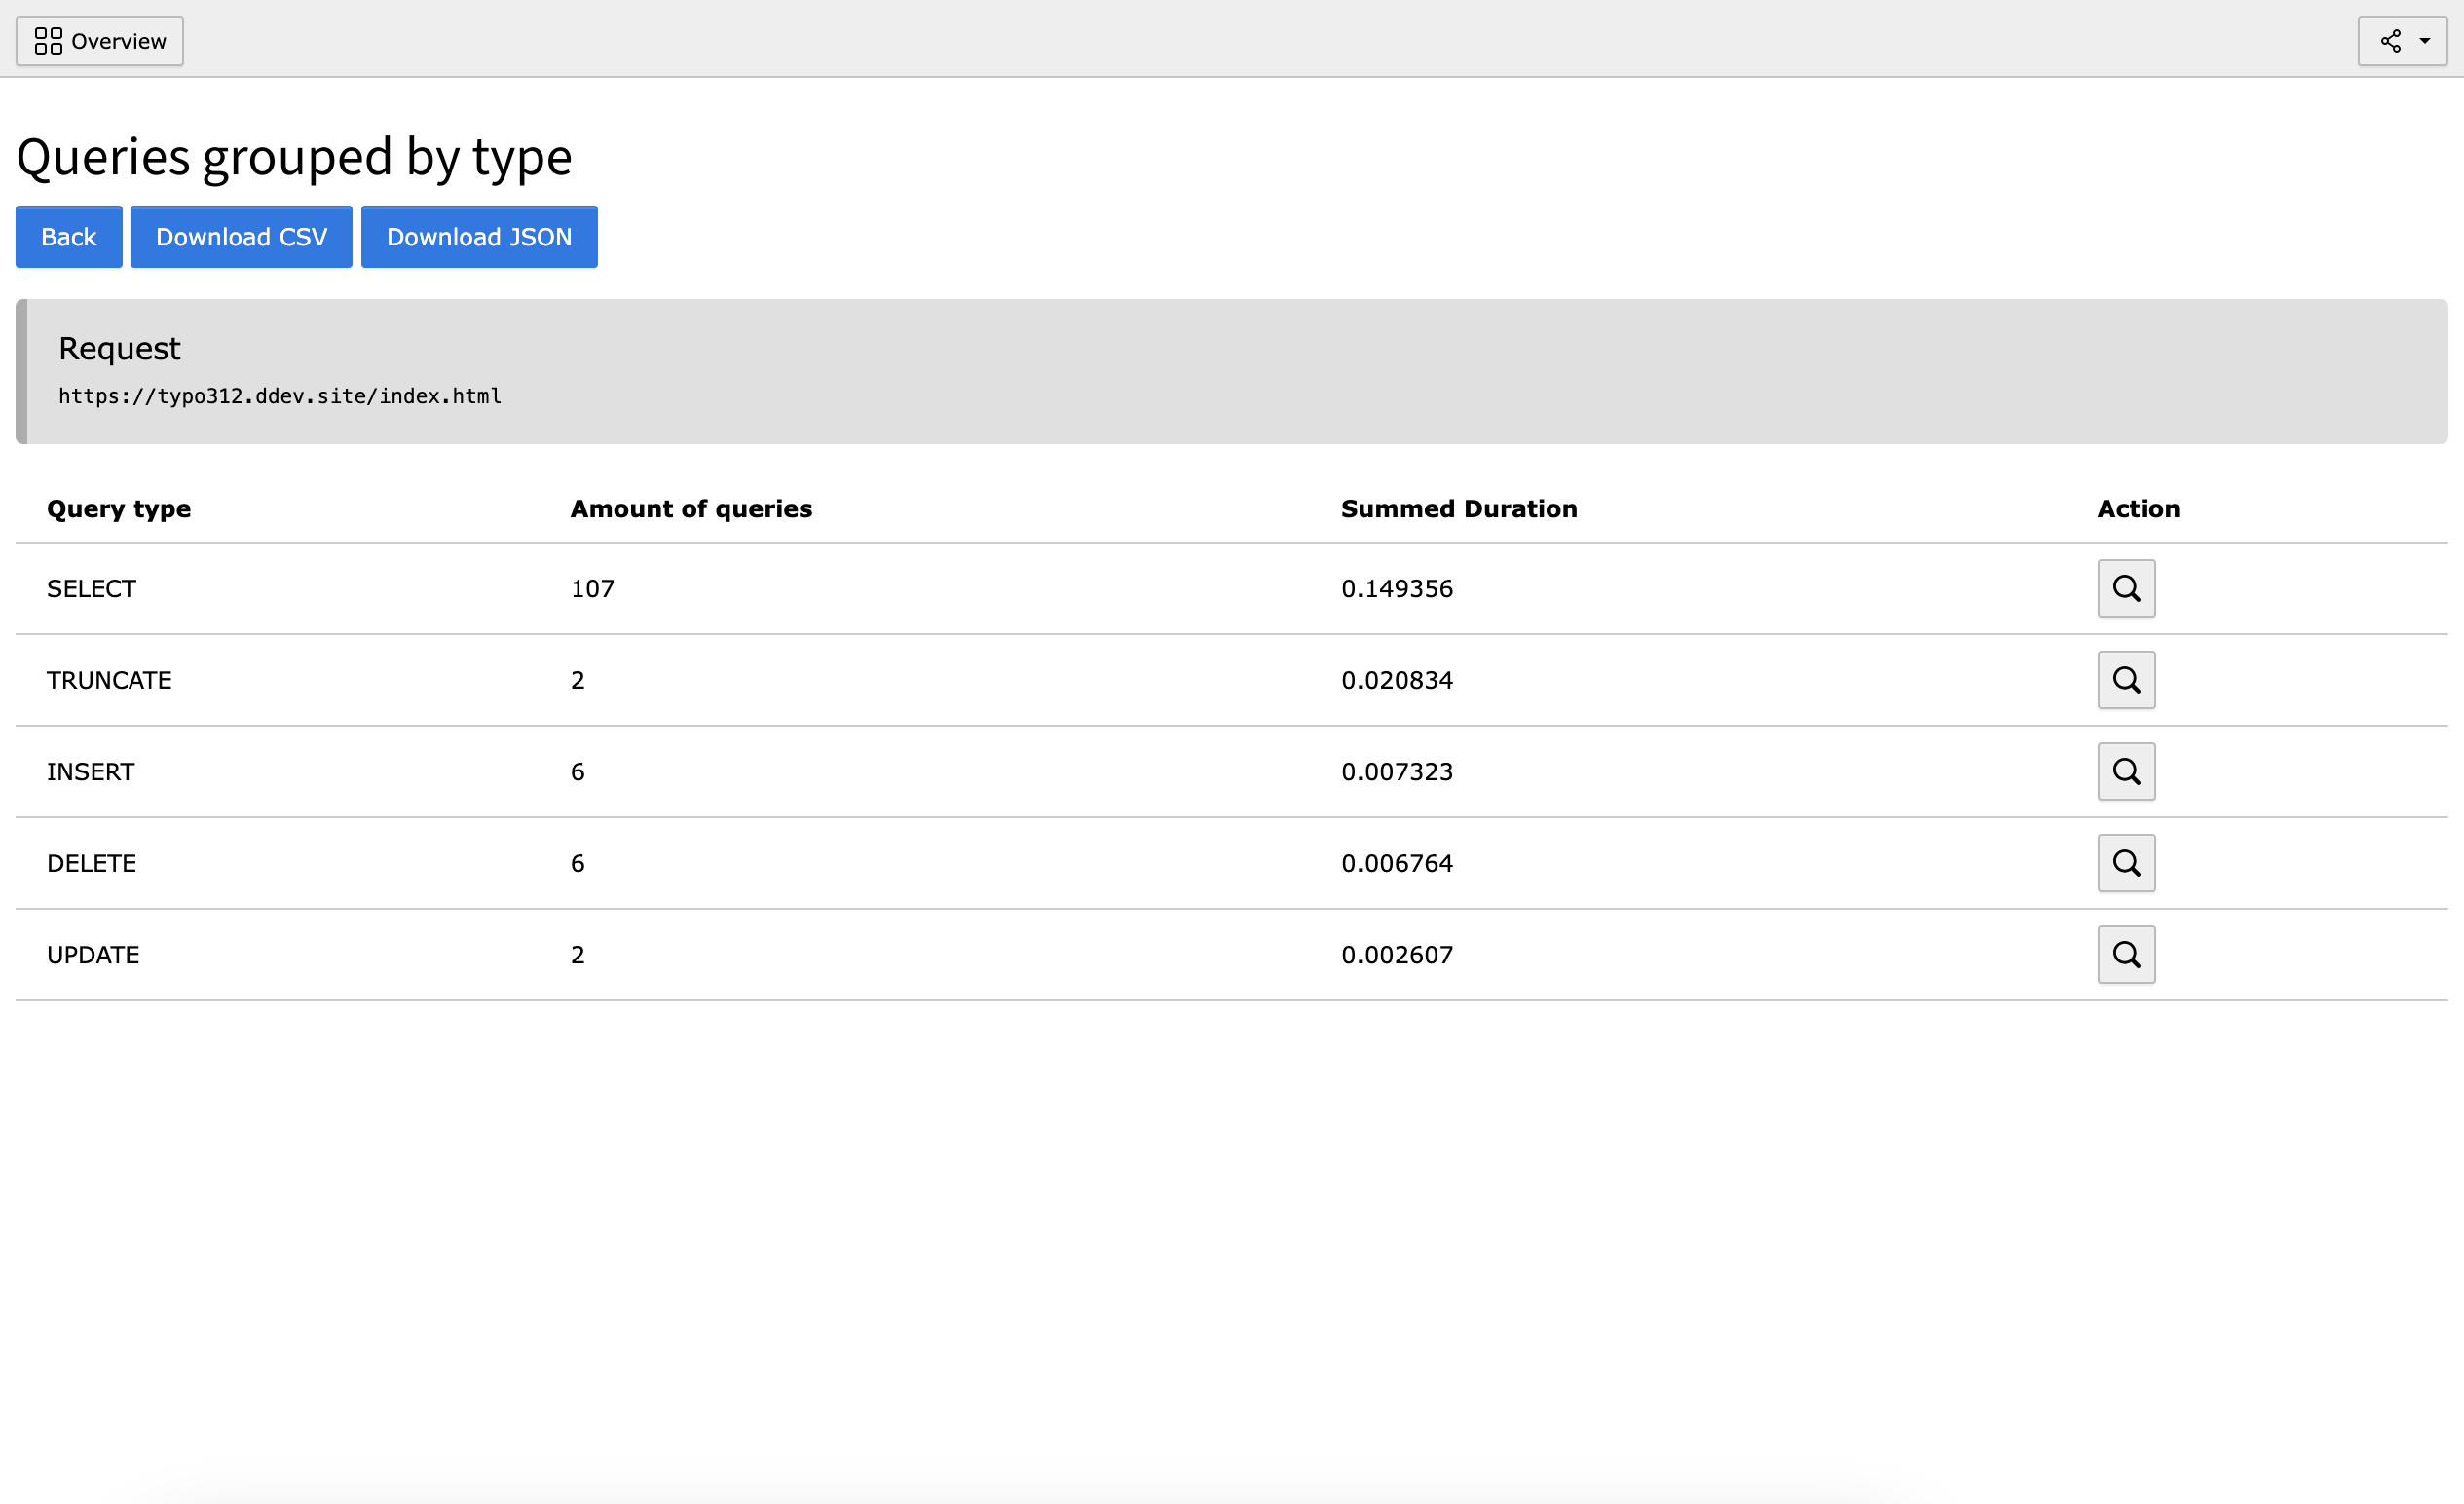 Overview
Queries grouped by type
Back Download CSV Download JSON
Request
https://typo312.ddev.site/index.html
Query type Amount of queries Summed Duration Action
SELECT 107 0.149356
TRUNCATE 2 0.020834
INSERT 6 0.007323
DELETE 6 0.006764
UPDATE 2 0.002607